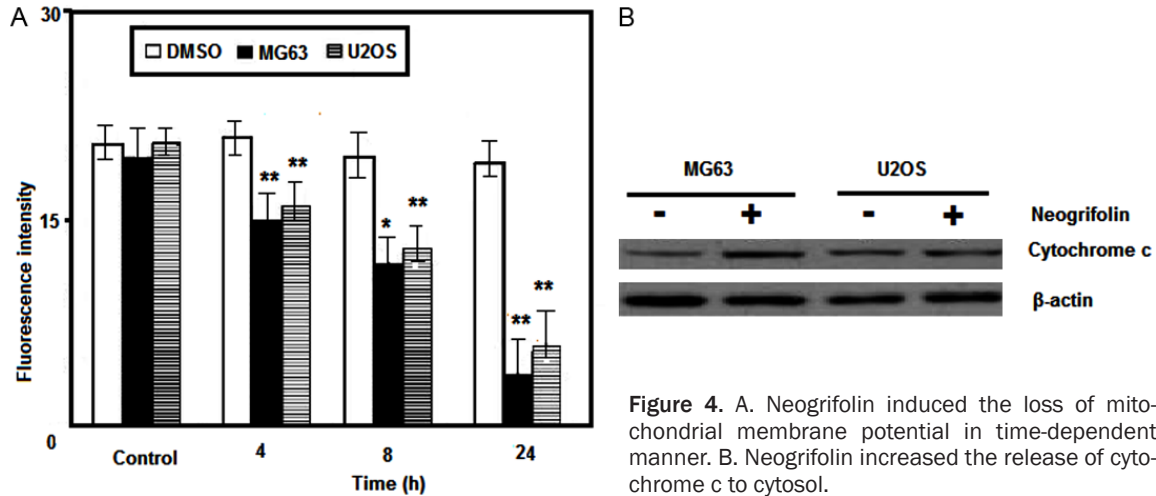 A
30
DMSO MG63 U2OS
** **
* **
** **
15
0
Fluorescence intensity
Control 4 8 24
Time (h)
B
MG63 U2OS
- + - + Neogrifolin
Cytochrome c
β-actin
Figure 4. A. Neogrifolin induced the loss of mito-
chondrial membrane potential in time-dependent
manner. B. Neogrifolin increased the release of cyto-
chrome c to cytosol.